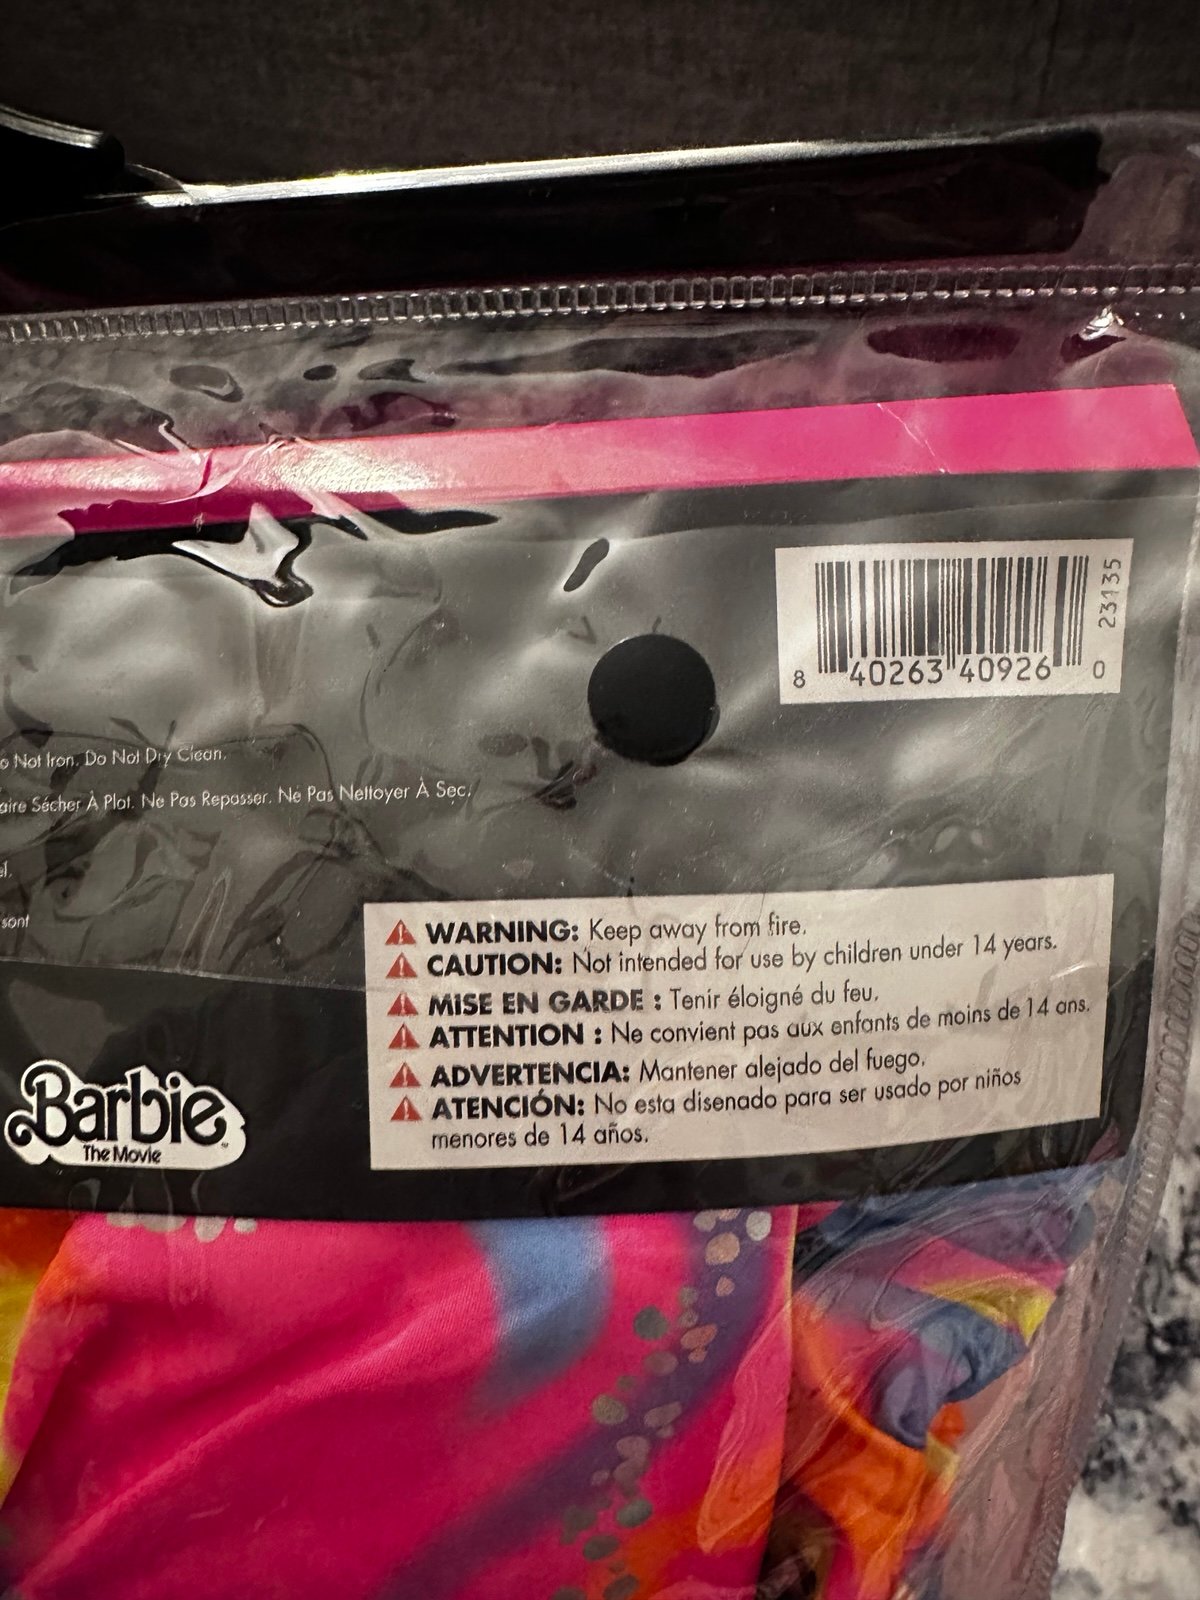 23135
8 40263 40926 0
Not Iron. Do Not Dry Clean.
Sécher À Plat. Ne Pas Repasser. Ne Pas Nettoyer À Sec.
sont
WARNING: Keep away from fire.
CAUTION: Not intended for use by children under 14 years.
MISE EN GARDE : Tenir éloigné du feu.
ATTENTION : Ne convient pas aux enfants de moins de 14 ans.
ADVERTENCIA: Mantener alejado del fuego.
ATENCIÓN: No esta disenado para ser usado por niños
menores de 14 años.
Barbie
The Movie